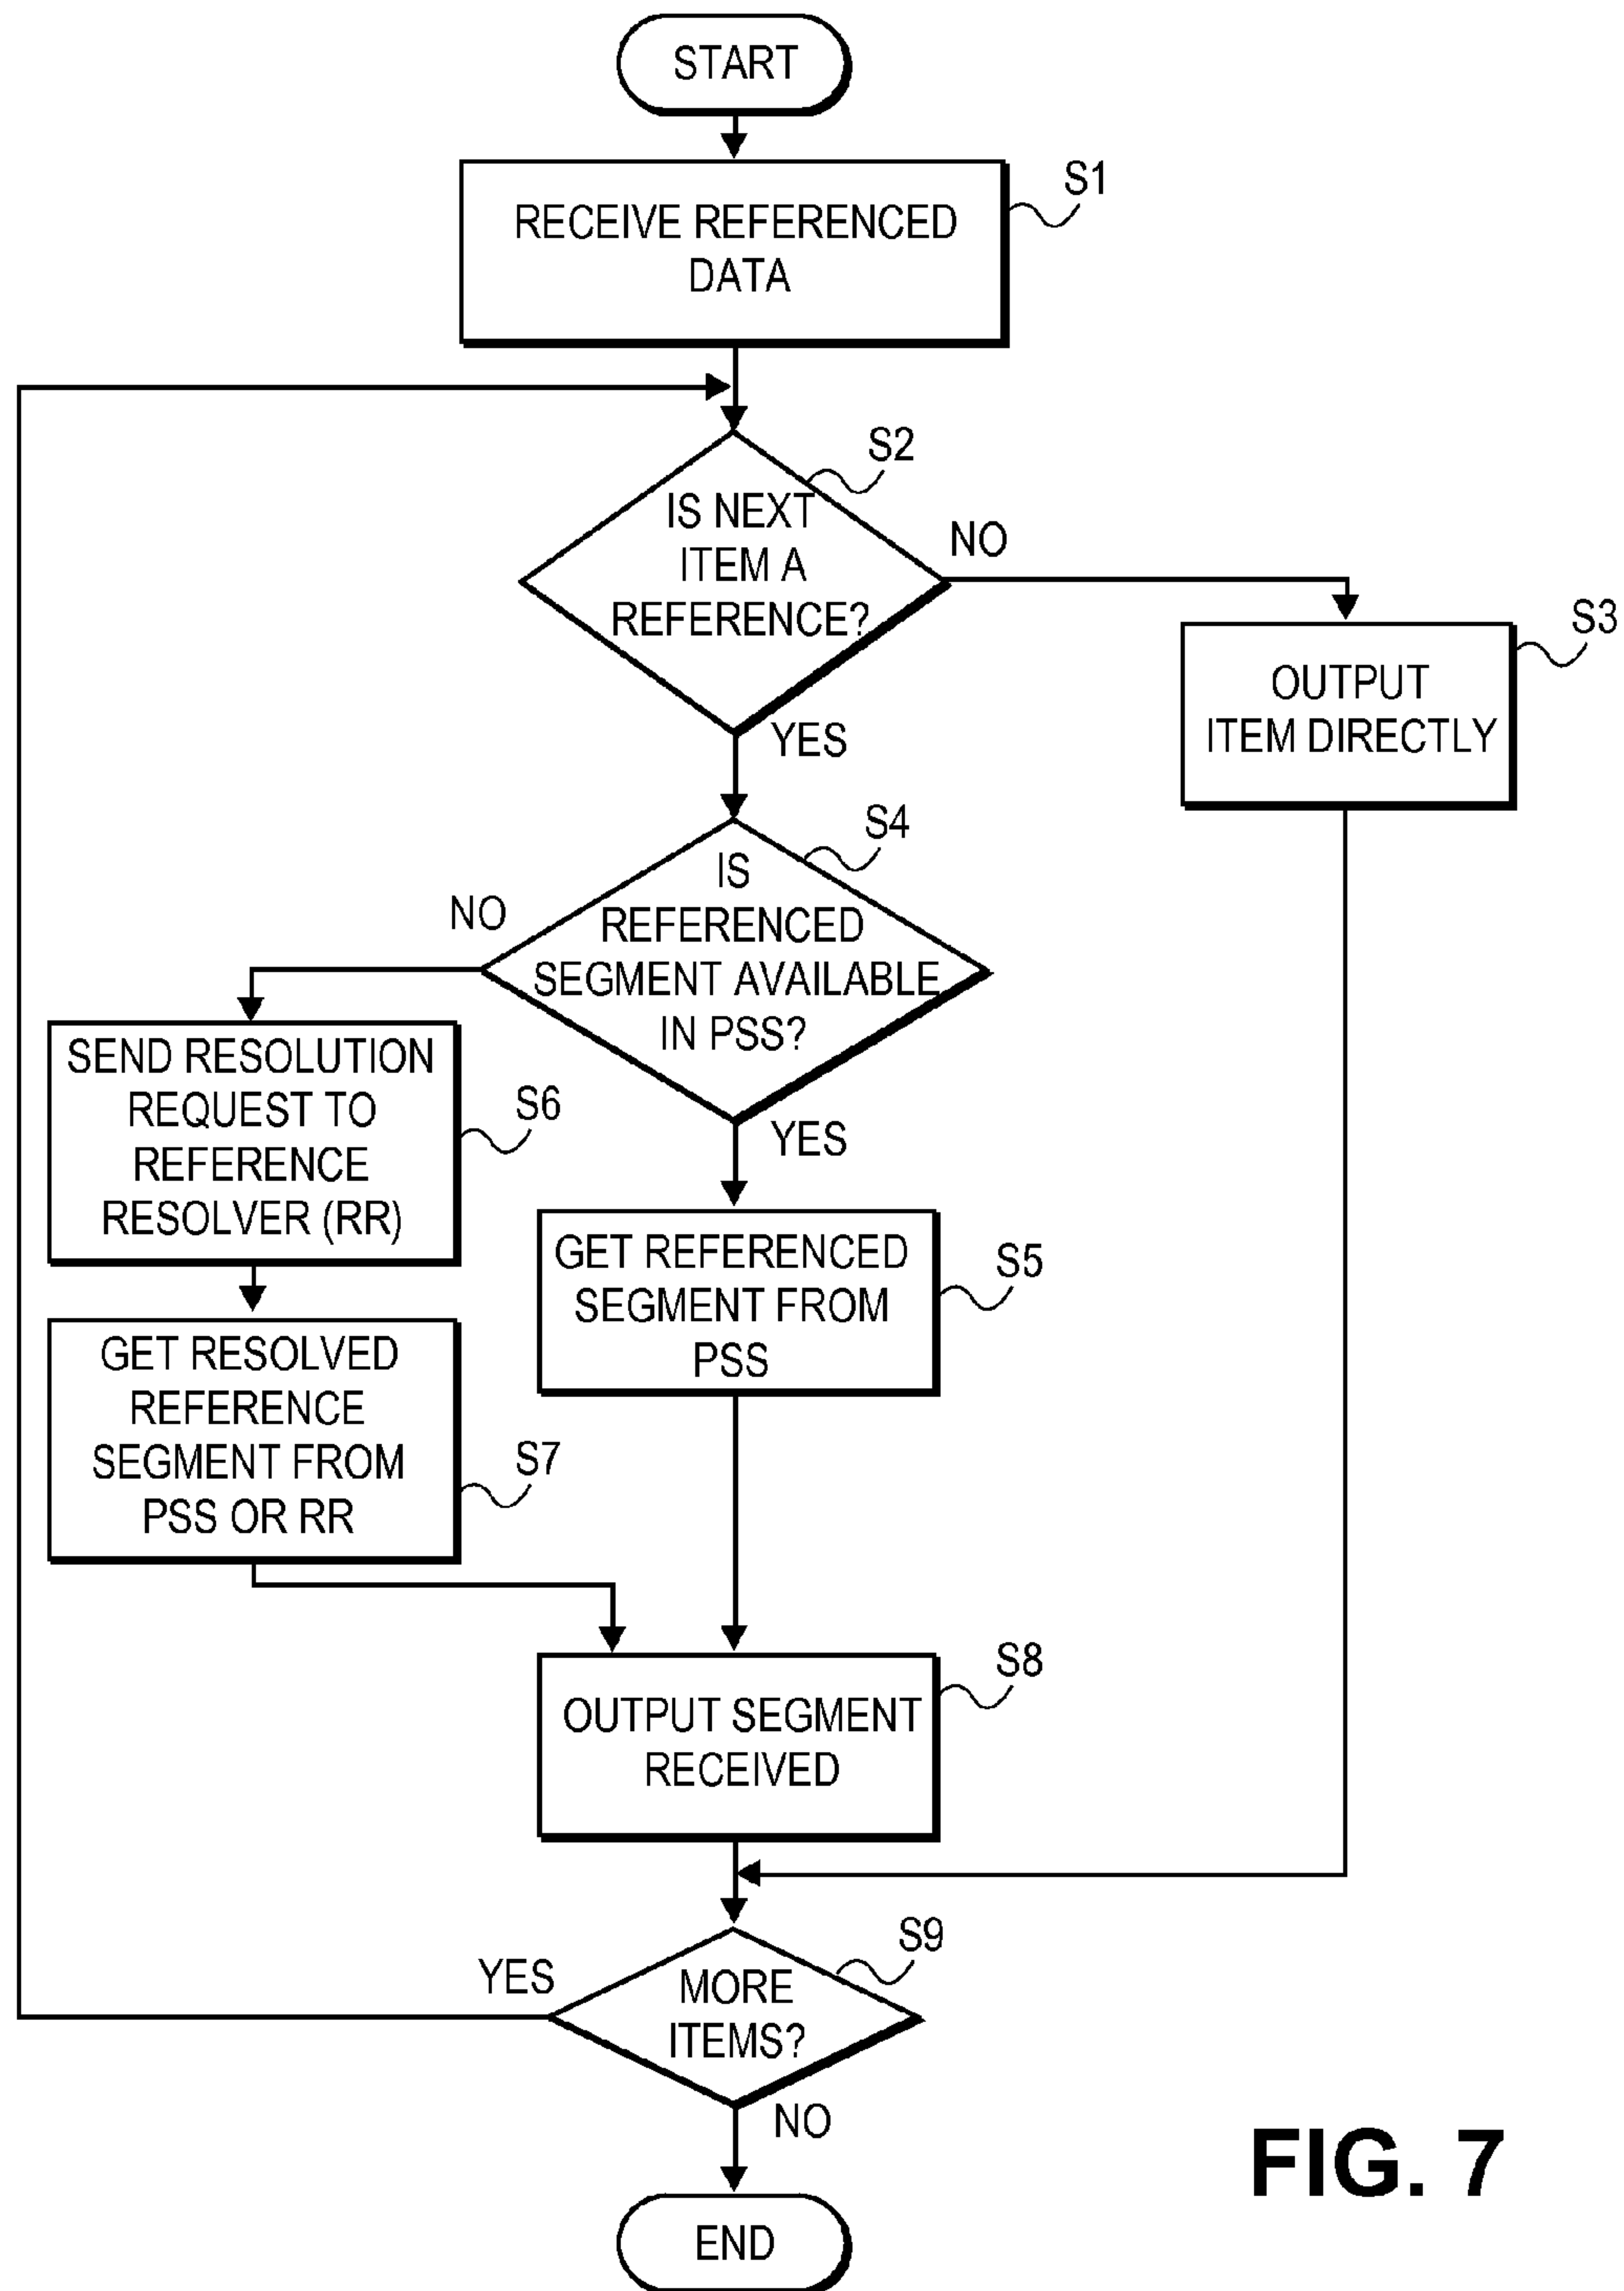 START
S1
RECEIVE REFERENCED
DATA
S2
IS NEXT
ITEM A
REFERENCE?
NO
YES
S3
OUTPUT
ITEM DIRECTLY
S4
IS
REFERENCED
SEGMENT AVAILABLE
IN PSS?
NO
YES
SEND RESOLUTION
REQUEST TO
REFERENCE
RESOLVER (RR)
S6
GET REFERENCED
SEGMENT FROM
PSS
S5
GET RESOLVED
REFERENCE
SEGMENT FROM
PSS OR RR
S7
S8
OUTPUT SEGMENT
RECEIVED
S9
YES
MORE
ITEMS?
NO
END
FIG. 7